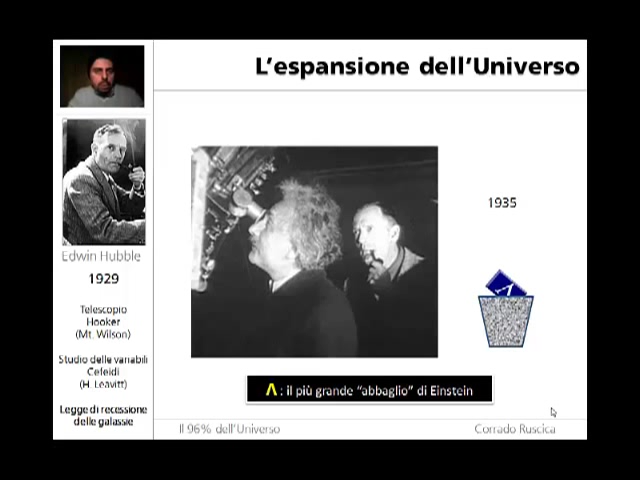 L'espansione dell'Universo
Edwin Hubble
1929
Telescopio
Hooker
(Mt. Wilson)
Studio delle variabili
Cefeidi
(H. Leavitt)
Legge di recessione
delle galassie
1935
Λ
Λ : il più grande "abbaglio" di Einstein
Il 96% dell'Universo
Corrado Ruscica